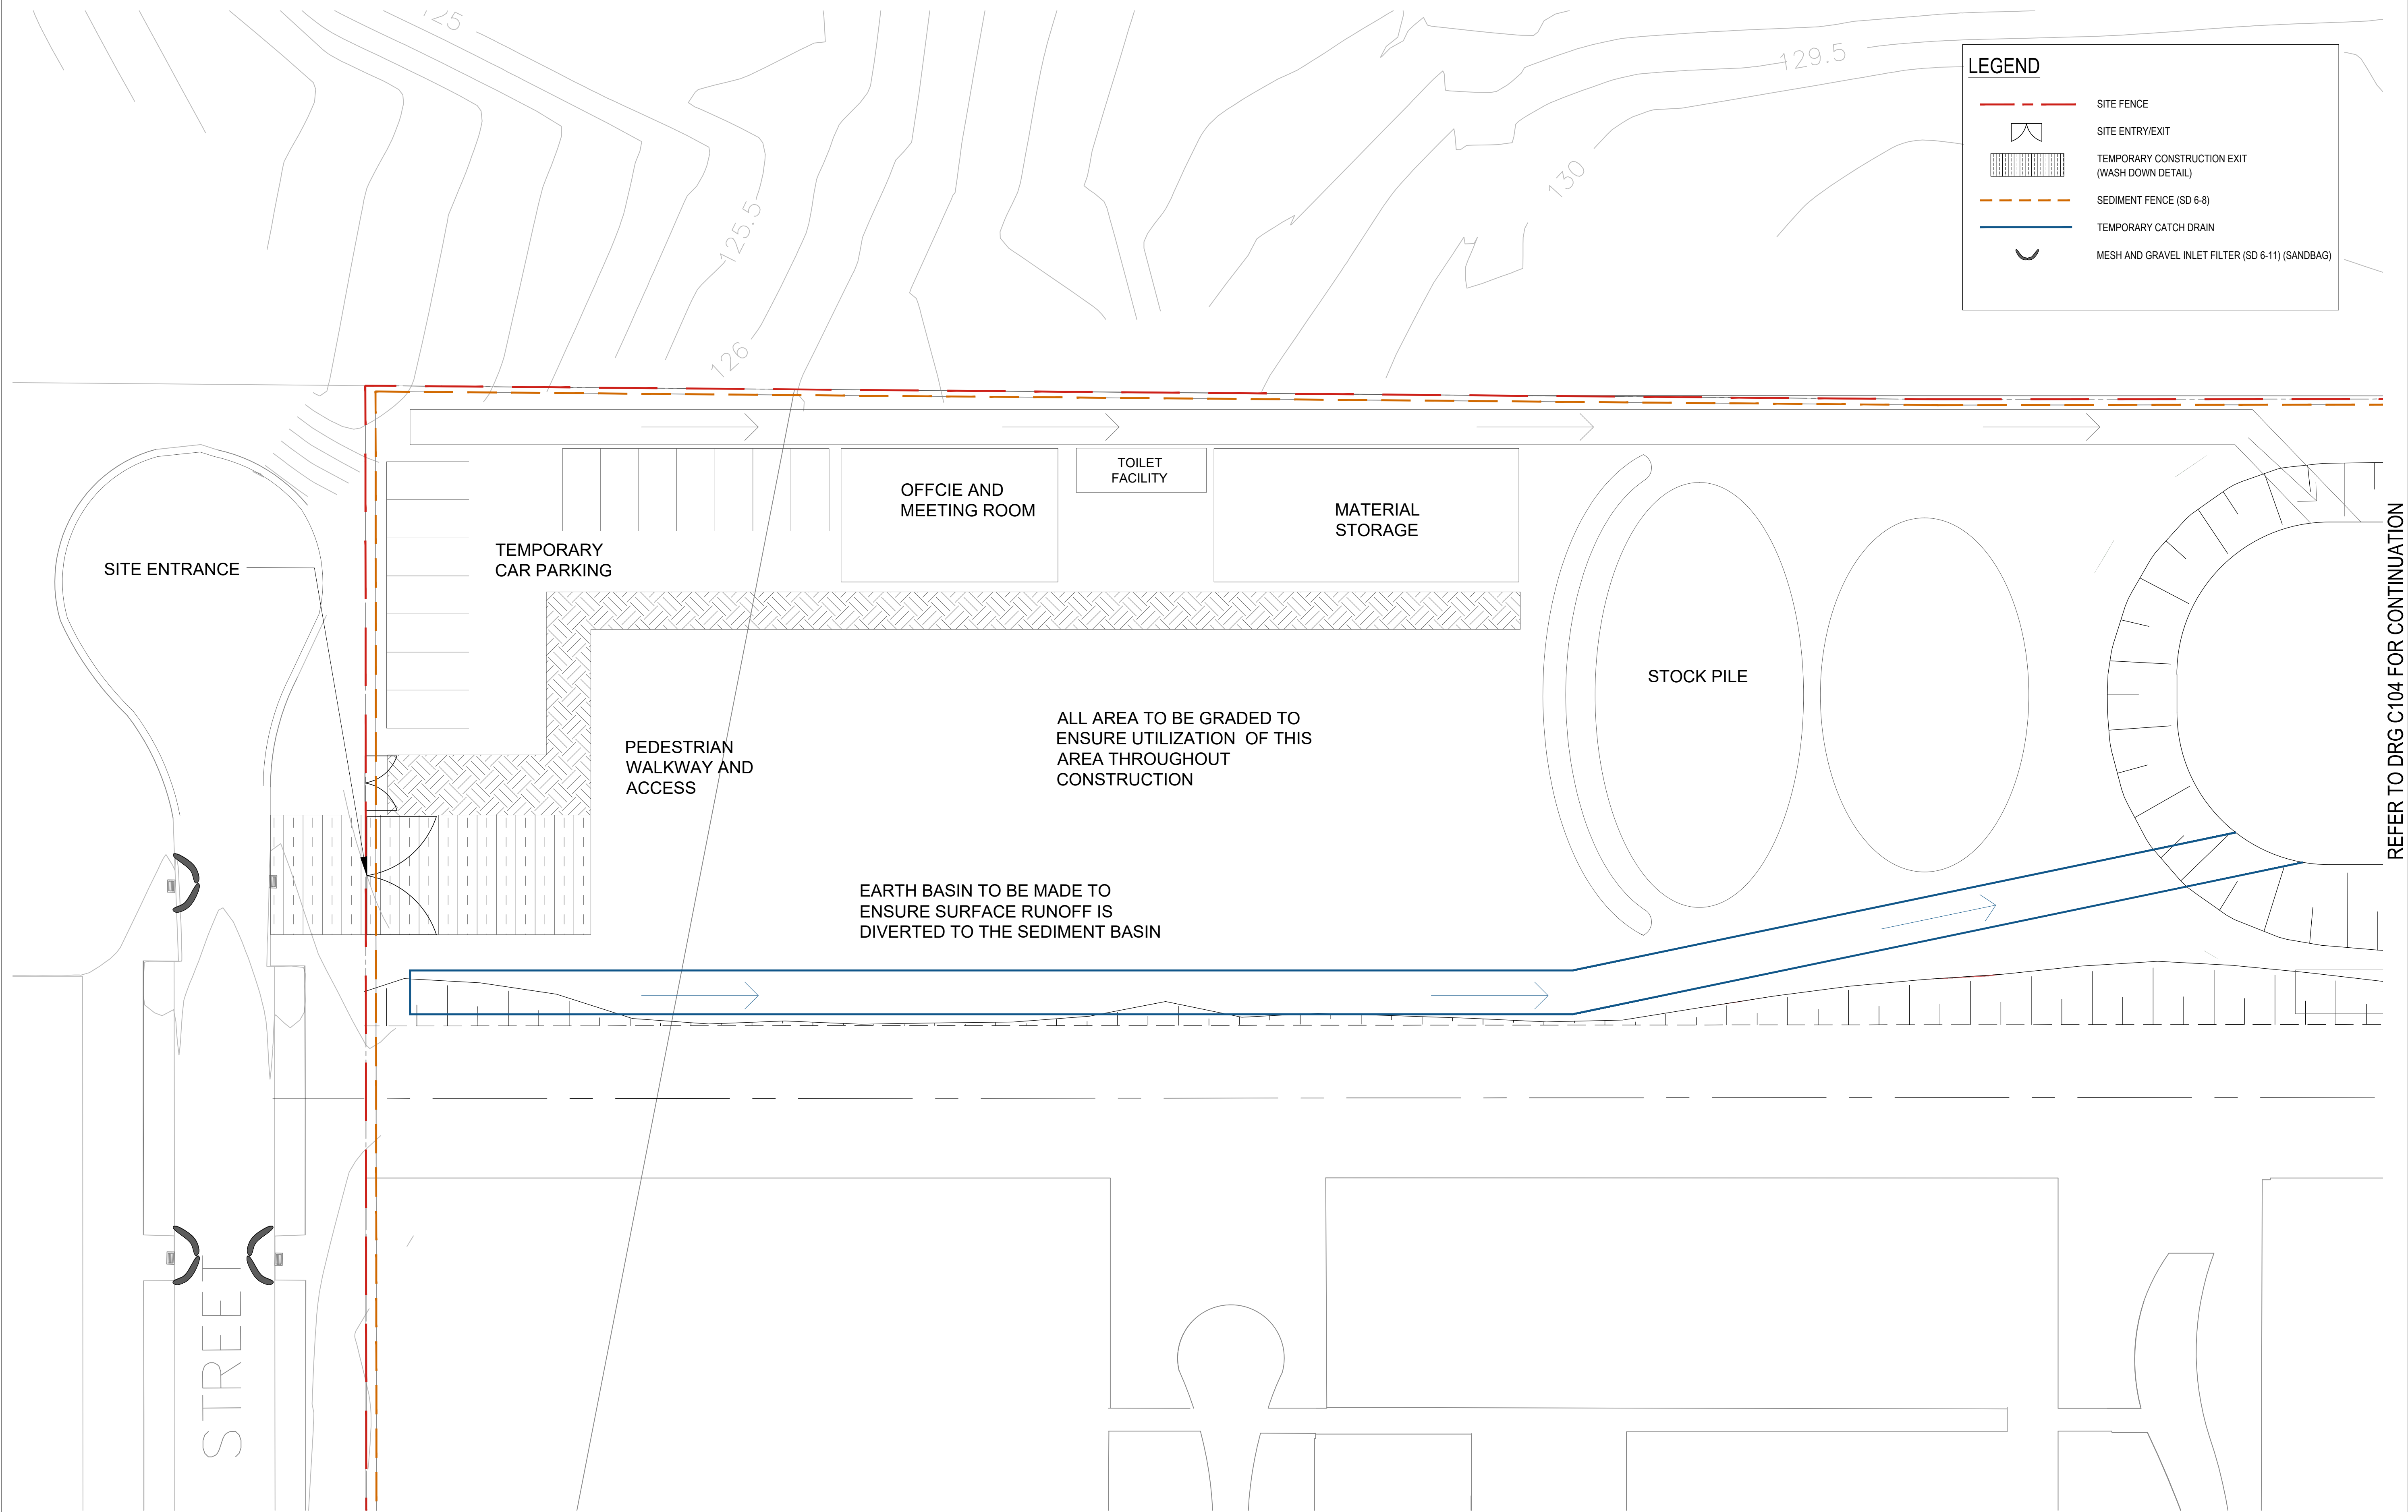 125
129.5
LEGEND
SITE FENCE
SITE ENTRY/EXIT
TEMPORARY CONSTRUCTION EXIT
(WASH DOWN DETAIL)
SEDIMENT FENCE (SD 6-8)
TEMPORARY CATCH DRAIN
MESH AND GRAVEL INLET FILTER (SD 6-11) (SANDBAG)
130
125.5
126
TOILET
FACILITY
OFFCIE AND
MEETING ROOM
MATERIAL
STORAGE
TEMPORARY
CAR PARKING
SITE ENTRANCE
STOCK PILE
REFER TO DRG C104 FOR CONTINUATION
PEDESTRIAN
WALKWAY AND
ACCESS
ALL AREA TO BE GRADED TO
ENSURE UTILIZATION OF THIS
AREA THROUGHOUT
CONSTRUCTION
EARTH BASIN TO BE MADE TO
ENSURE SURFACE RUNOFF IS
DIVERTED TO THE SEDIMENT BASIN
STREET